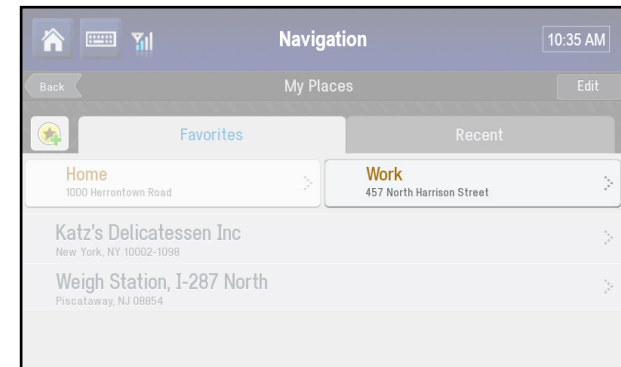 Navigation
10:35 AM
Back
My Places
Edit
Favorites
Recent
Home
1000 Herrontown Road
Work
457 North Harrison Street
Katz's Delicatessen Inc
New York, NY 10002-1098
Weigh Station, I-287 North
Piscataway, NJ 08854